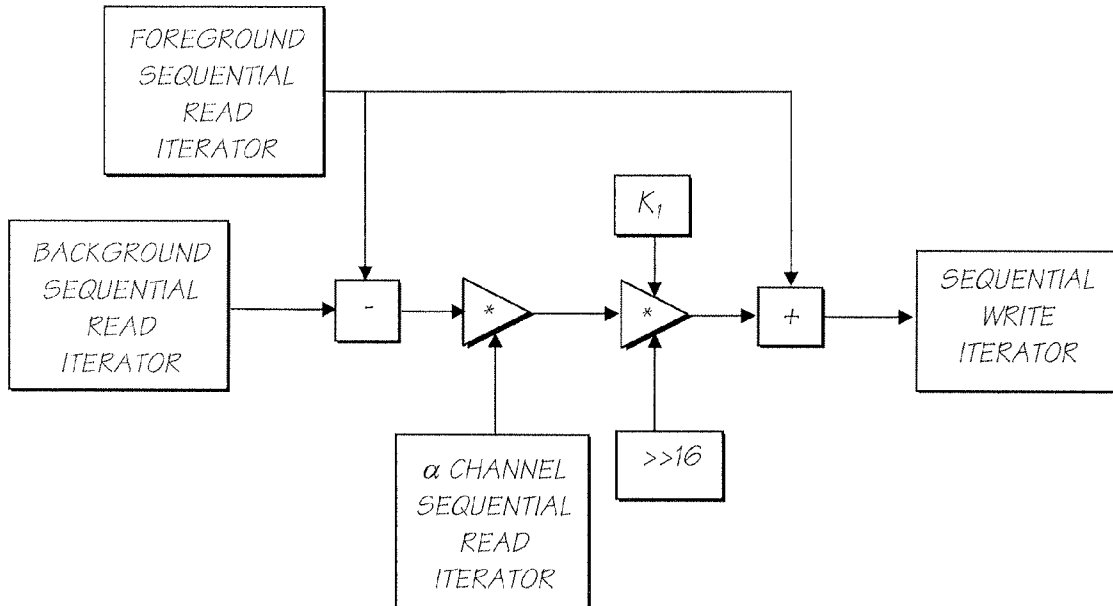 FOREGROUND
SEQUENTIAL
READ
ITERATOR
K₁
BACKGROUND
SEQUENTIAL
READ
ITERATOR
-
*
*
+
SEQUENTIAL
WRITE
ITERATOR
α CHANNEL
SEQUENTIAL
READ
ITERATOR
>>16